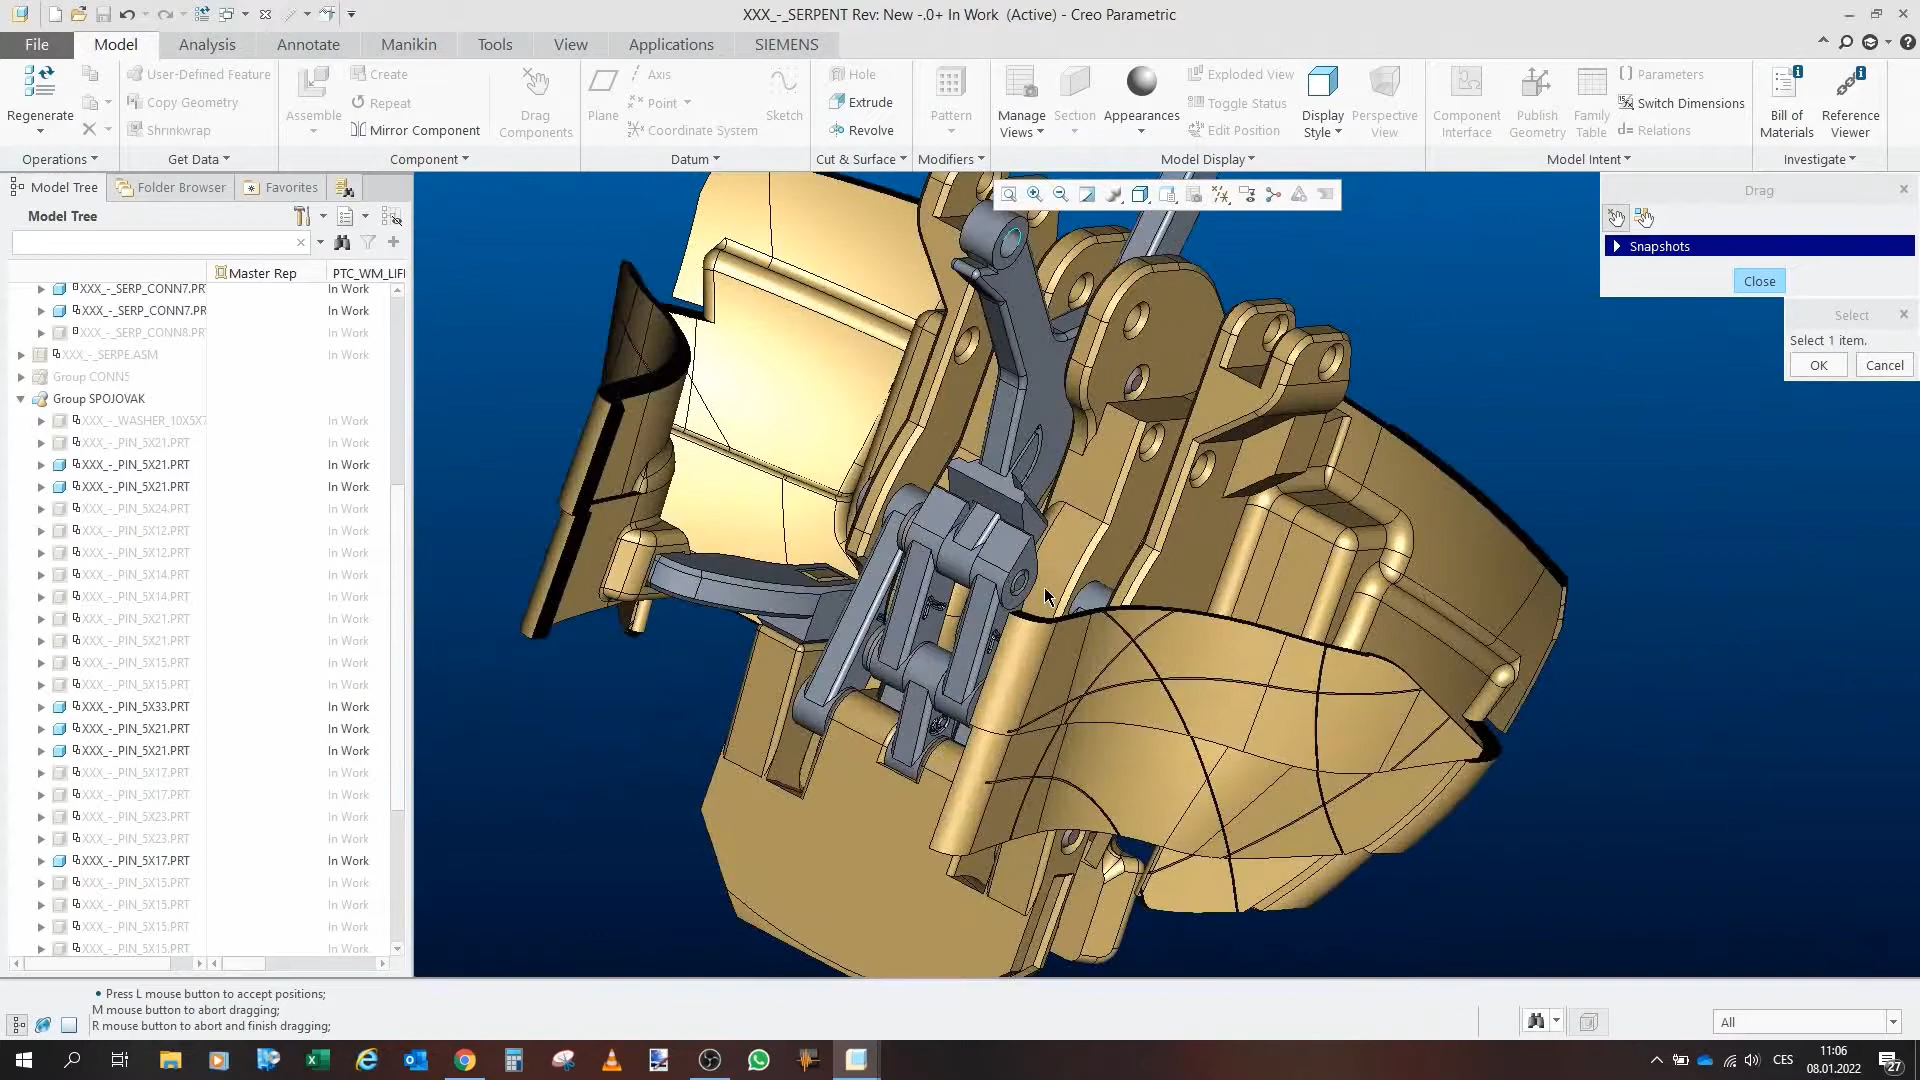 XXX_-_SERPENT Rev: New -.0+ In Work  (Active) - Creo Parametric
File Model Analysis Annotate Manikin Tools View Applications SIEMENS
Regenerate
Operations
User-Defined Feature
Copy Geometry
Shrinkwrap
Get Data
Assemble
Create
Repeat
Mirror Component
Drag
Components
Component
Plane
Axis
Point
Coordinate System
Sketch
Datum
Hole
Extrude
Revolve
Cut & Surface
Pattern
Modifiers
Manage
Views
Section
Appearances
Exploded View
Toggle Status
Edit Position
Display
Style
Perspective
View
Model Display
Component
Interface
Publish
Geometry
Family
Table
Parameters
Switch Dimensions
Relations
Model Intent
Bill of
Materials
Reference
Viewer
Investigate
Model Tree Folder Browser Favorites
Model Tree
Master Rep PTC_WM_LIFE
XXX_-_SERP_CONN7.PR In Work
XXX_-_SERP_CONN7.PR In Work
XXX_-_SERP_CONN8.PR In Work
XXX_-_SERPE.ASM In Work
Group CONN5
Group SPOJOVAK
XXX_-_WASHER_10X5X7 In Work
XXX_-_PIN_5X21.PRT In Work
XXX_-_PIN_5X21.PRT In Work
XXX_-_PIN_5X21.PRT In Work
XXX_-_PIN_5X24.PRT In Work
XXX_-_PIN_5X12.PRT In Work
XXX_-_PIN_5X12.PRT In Work
XXX_-_PIN_5X14.PRT In Work
XXX_-_PIN_5X14.PRT In Work
XXX_-_PIN_5X21.PRT In Work
XXX_-_PIN_5X21.PRT In Work
XXX_-_PIN_5X15.PRT In Work
XXX_-_PIN_5X15.PRT In Work
XXX_-_PIN_5X33.PRT In Work
XXX_-_PIN_5X21.PRT In Work
XXX_-_PIN_5X21.PRT In Work
XXX_-_PIN_5X17.PRT In Work
XXX_-_PIN_5X17.PRT In Work
XXX_-_PIN_5X23.PRT In Work
XXX_-_PIN_5X23.PRT In Work
XXX_-_PIN_5X17.PRT In Work
XXX_-_PIN_5X15.PRT In Work
XXX_-_PIN_5X15.PRT In Work
XXX_-_PIN_5X15.PRT In Work
XXX_-_PIN_5X15.PRT In Work
Drag
Snapshots
Close
Select
Select 1 item.
OK Cancel
• Press L mouse button to accept positions;
M mouse button to abort dragging;
R mouse button to abort and finish dragging;
All
CES
11:06
08.01.2022
27